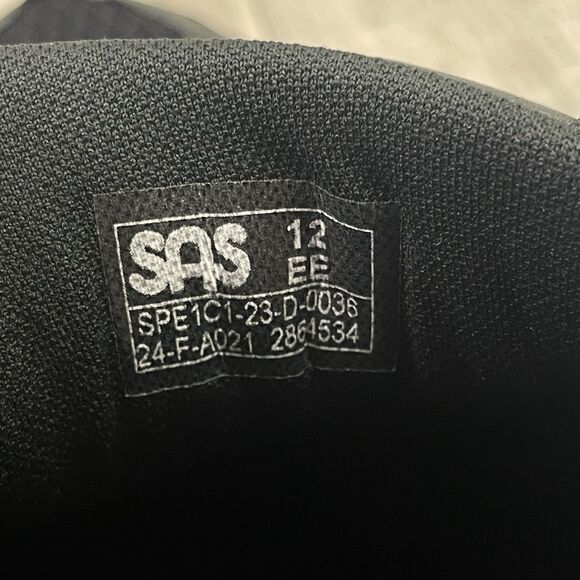 SAS 12
EE
SPE1C1-23-D-0036
24-F-A021 2864534